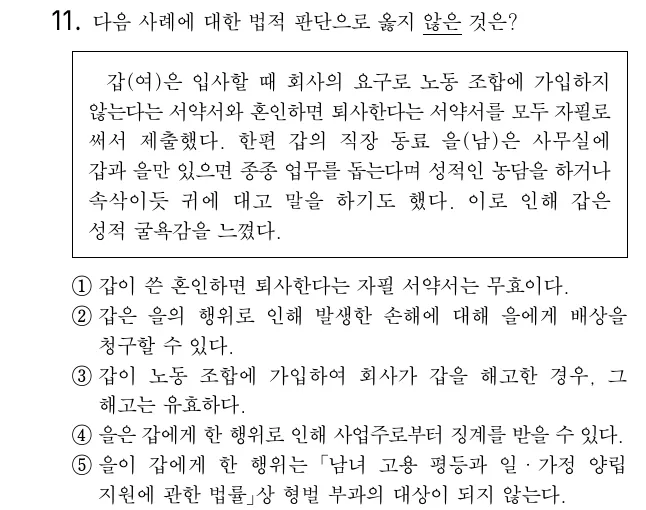 11. 다음 사례에 대한 법적 판단으로 옳지 않은 것은?
갑(여)은 입사할 때 회사의 요구로 노동 조합에 가입하지
않는다는 서약서와 혼인하면 퇴사한다는 서약서를 모두 자필로
써서 제출했다. 한편 갑의 직장 동료 을(남)은 사무실에
갑과 을만 있으면 종종 업무를 돕는다며 성적인 농담을 하거나
속삭이듯 귀에 대고 말을 하기도 했다. 이로 인해 갑은
성적 굴욕감을 느꼈다.
① 갑이 쓴 혼인하면 퇴사한다는 자필 서약서는 무효이다.
② 갑은 을의 행위로 인해 발생한 손해에 대해 을에게 배상을
청구할 수 있다.
③ 갑이 노동 조합에 가입하여 회사가 갑을 해고한 경우, 그
해고는 유효하다.
④ 을은 갑에게 한 행위로 인해 사업주로부터 징계를 받을 수 있다.
⑤ 을이 갑에게 한 행위는 「남녀 고용 평등과 일·가정 양립
지원에 관한 법률」상 형벌 부과의 대상이 되지 않는다.